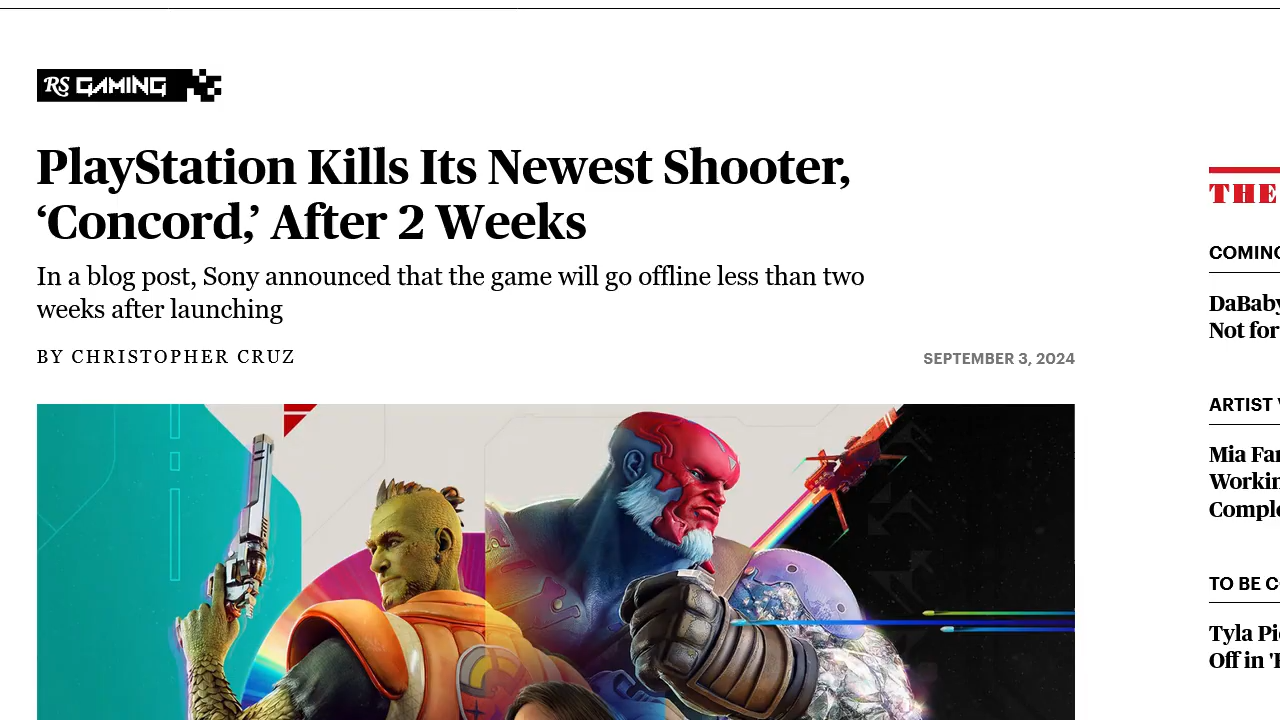 RS GAMING
PlayStation Kills Its Newest Shooter,
‘Concord,’ After 2 Weeks
In a blog post, Sony announced that the game will go offline less than two
weeks after launching
BY CHRISTOPHER CRUZ
SEPTEMBER 3, 2024
THE
COMING
DaBaby
Not for
ARTIST
Mia Far
Workin
Comple
TO BE C
Tyla Pi
Off in '